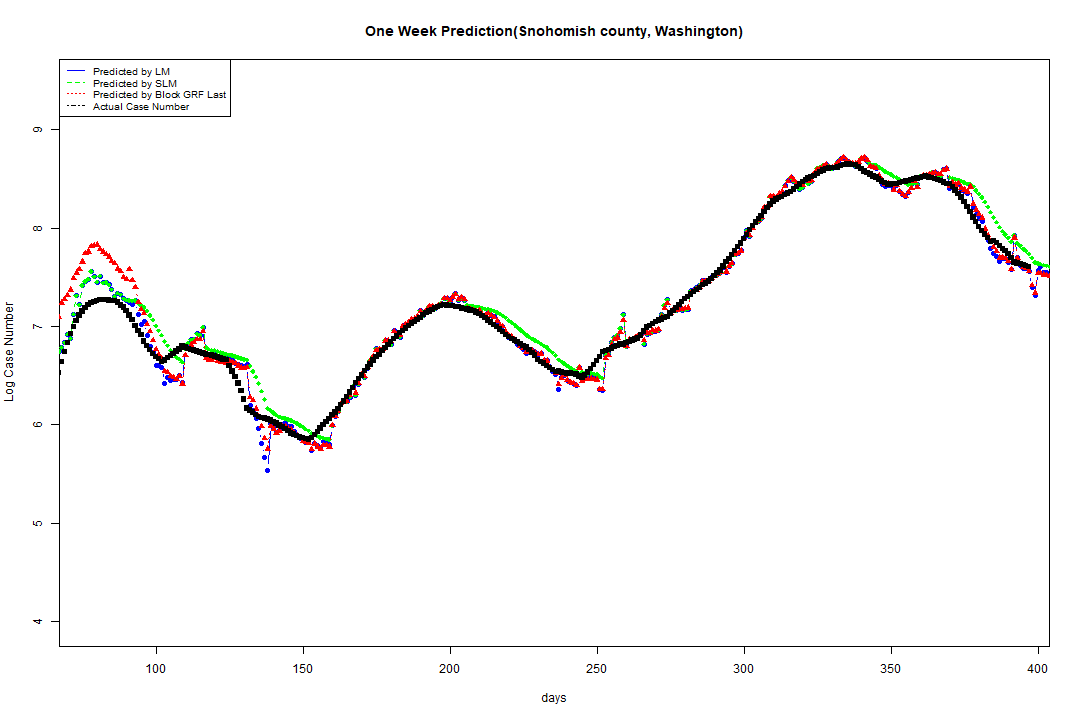 One Week Prediction(Snohomish county, Washington)
Predicted by LM
Predicted by SLM
Predicted by Block GRF Last
Actual Case Number
Log Case Number
9
8
7
6
5
4
100 150 200 250 300 350 400
days